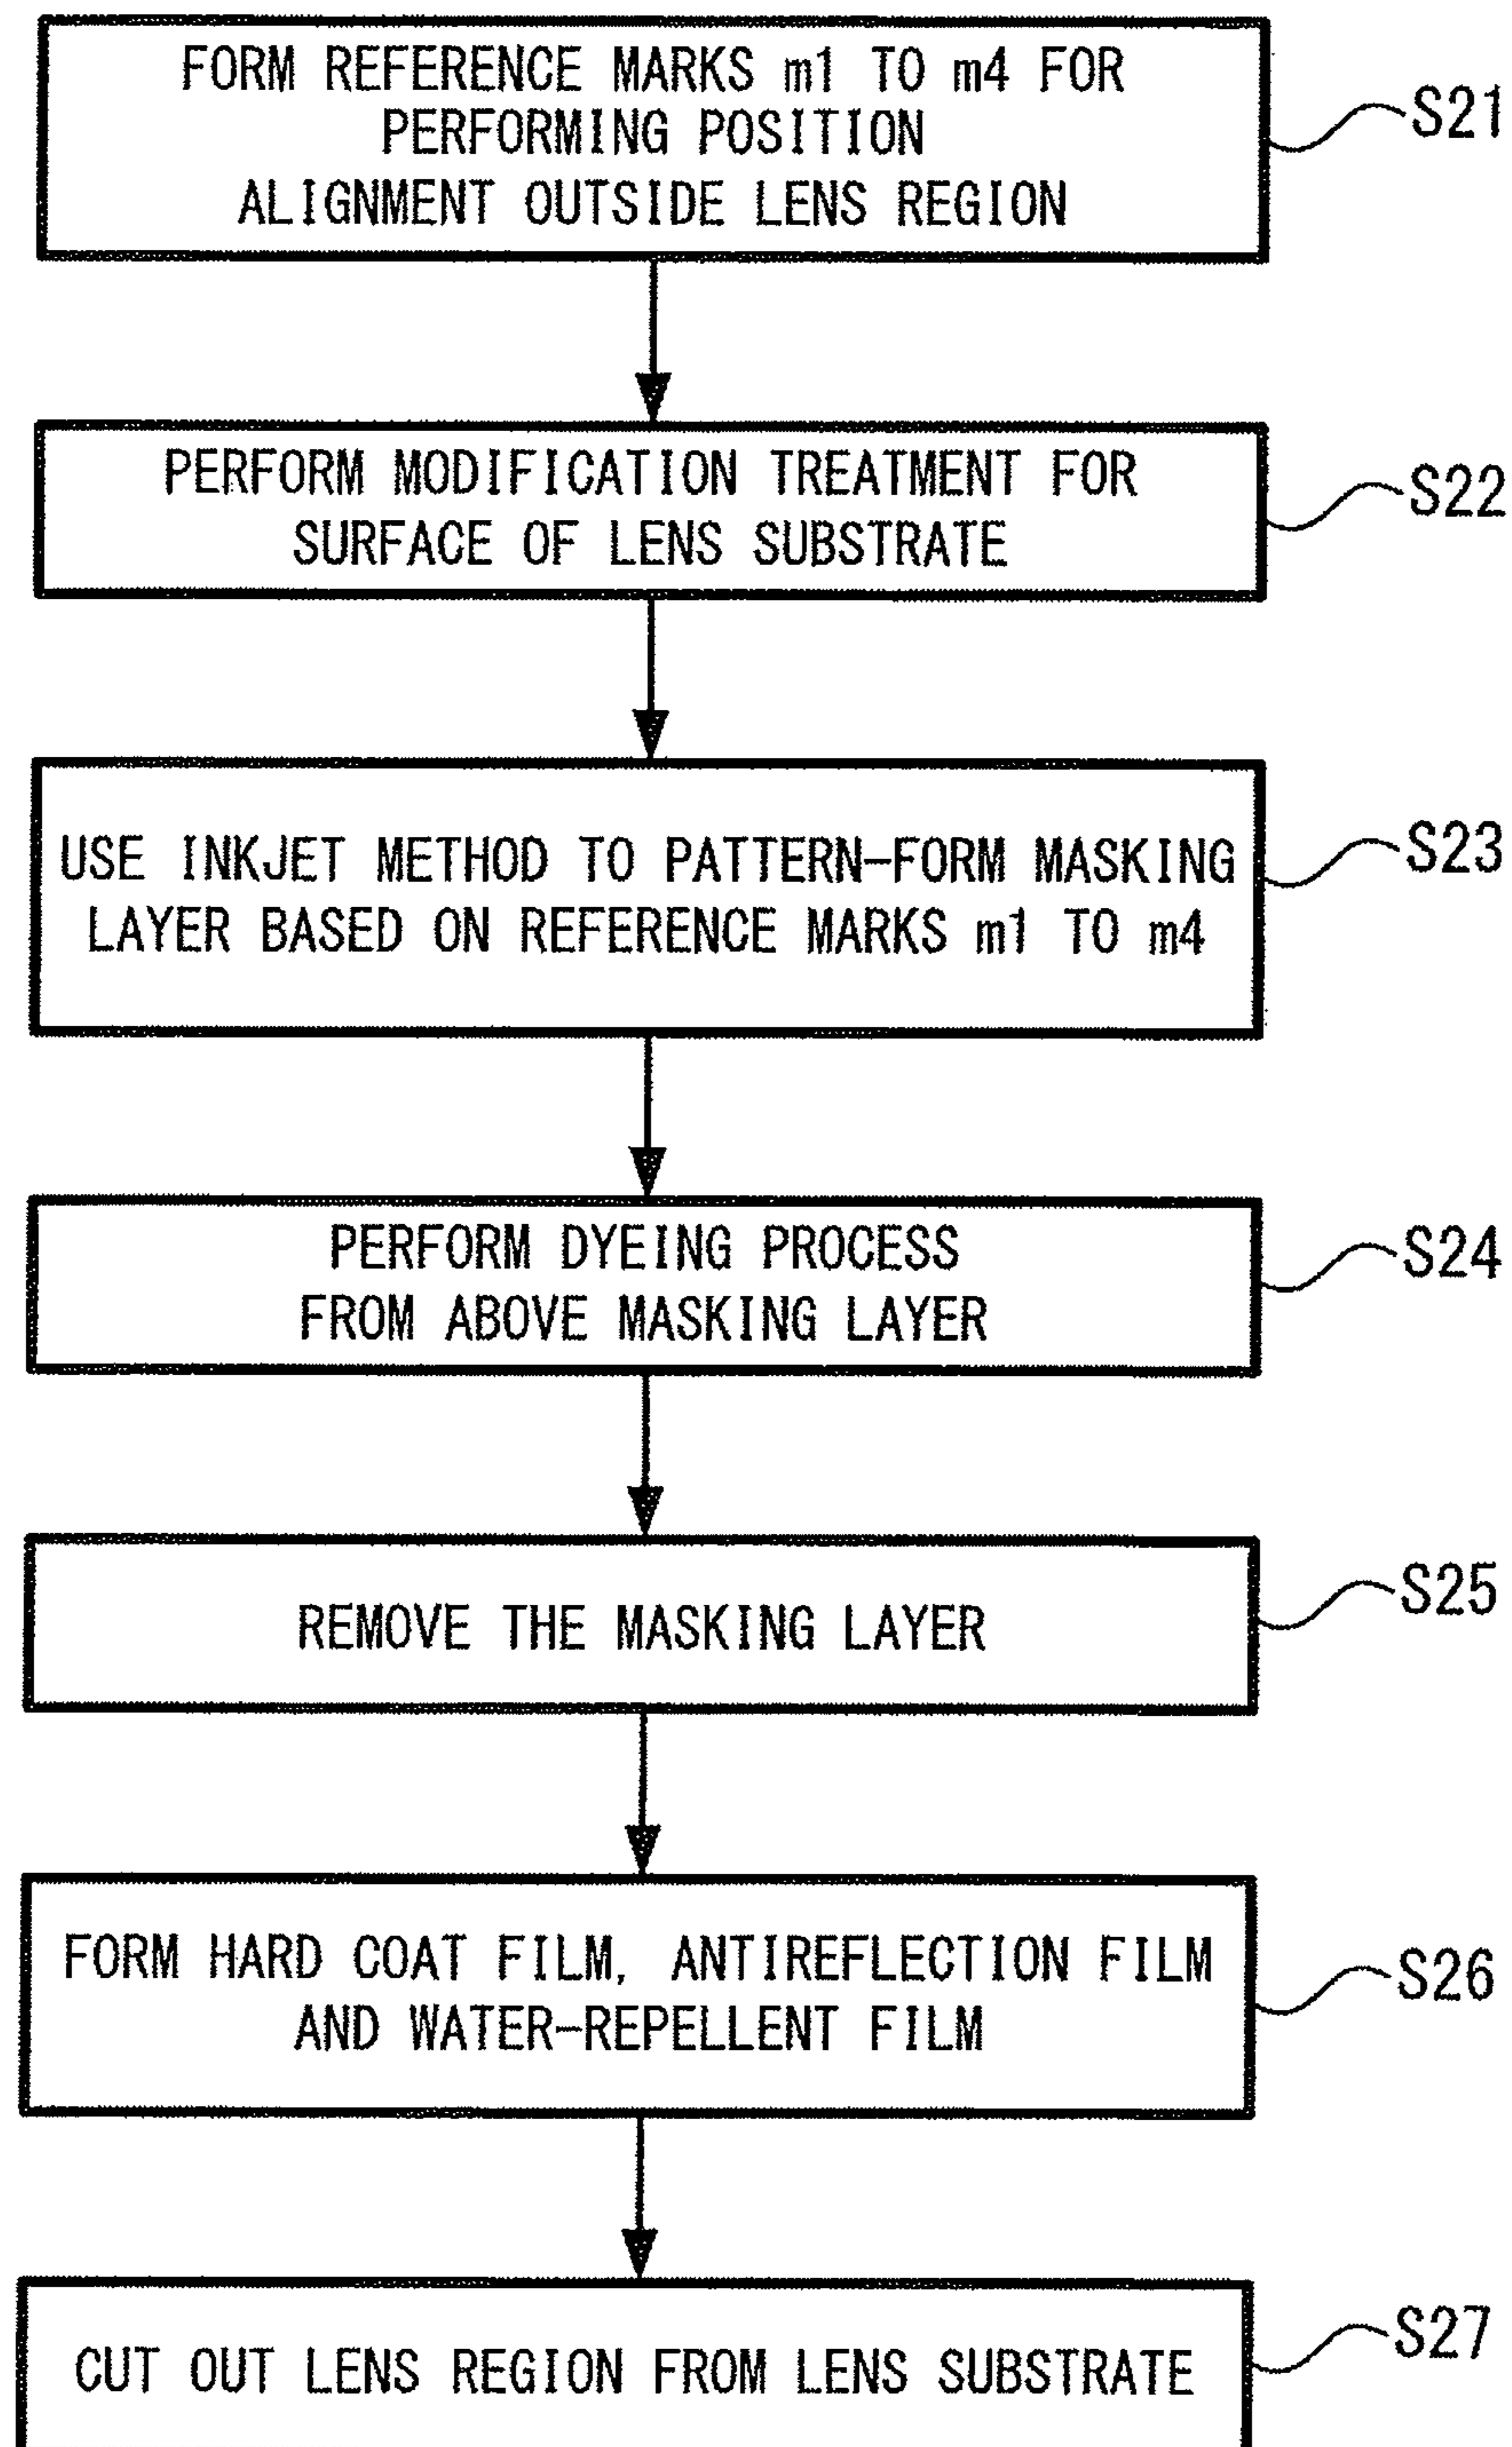 FORM REFERENCE MARKS m1 TO m4 FOR
PERFORMING POSITION
ALIGNMENT OUTSIDE LENS REGION
S21
PERFORM MODIFICATION TREATMENT FOR
SURFACE OF LENS SUBSTRATE
S22
USE INKJET METHOD TO PATTERN-FORM MASKING
LAYER BASED ON REFERENCE MARKS m1 TO m4
S23
PERFORM DYEING PROCESS
FROM ABOVE MASKING LAYER
S24
REMOVE THE MASKING LAYER
S25
FORM HARD COAT FILM, ANTIREFLECTION FILM
AND WATER-REPELLENT FILM
S26
CUT OUT LENS REGION FROM LENS SUBSTRATE
S27